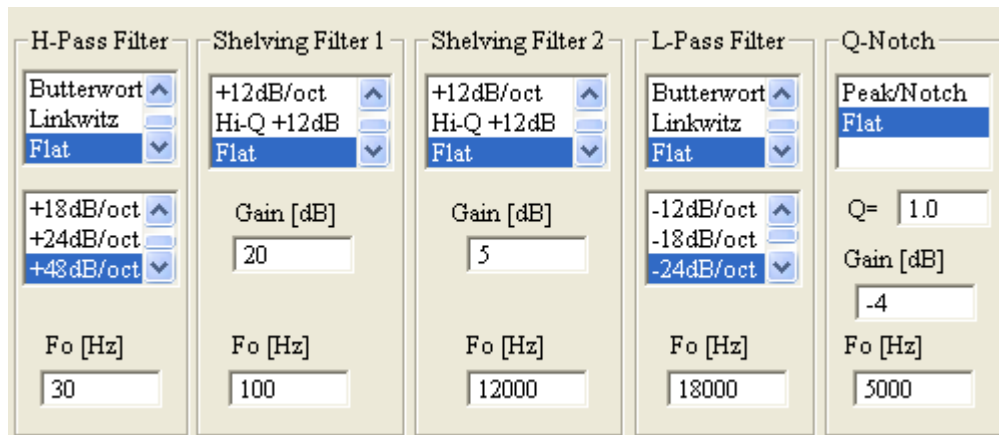 H-Pass Filter
Butterwort
Linkwitz
Flat
+18dB/oct
+24dB/oct
+48dB/oct
Fo [Hz]
30
Shelving Filter 1
+12dB/oct
Hi-Q +12dB
Flat
Gain [dB]
20
Fo [Hz]
100
Shelving Filter 2
+12dB/oct
Hi-Q +12dB
Flat
Gain [dB]
5
Fo [Hz]
12000
L-Pass Filter
Butterwort
Linkwitz
Flat
-12dB/oct
-18dB/oct
-24dB/oct
Fo [Hz]
18000
Q-Notch
Peak/Notch
Flat
Q= 1.0
Gain [dB]
-4
Fo [Hz]
5000